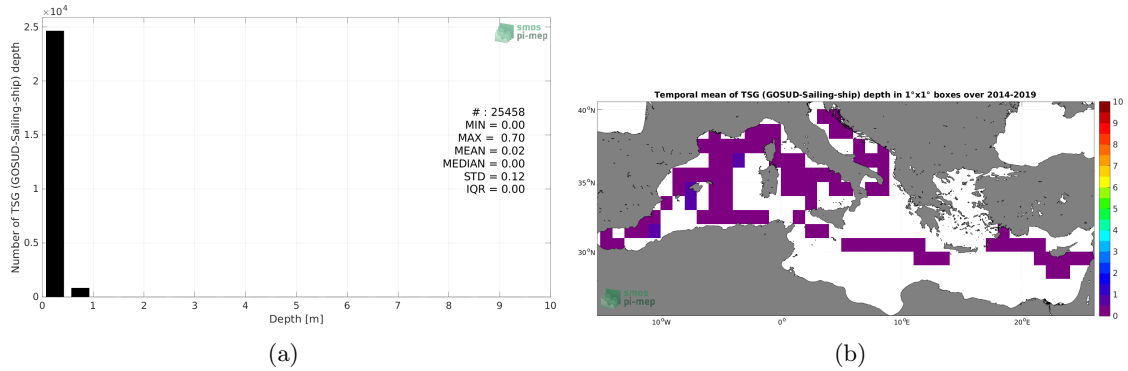 ×10⁴
2.5
2
1.5
1
0.5
0
Number of TSG (GOSUD-Sailing-ship) depth
smos
pi-mep
# : 25458
MIN = 0.00
MAX = 0.70
MEAN = 0.02
MEDIAN = 0.00
STD = 0.12
IQR = 0.00
0 1 2 3 4 5 6 7 8 9 10
Depth [m]
(a)
Temporal mean of TSG (GOSUD-Sailing-ship) depth in 1°x1° boxes over 2014-2019
40°N
35°N
30°N
10°W 0° 10°E 20°E
smos
pi-mep
10
9
8
7
6
5
4
3
2
1
0
(b)